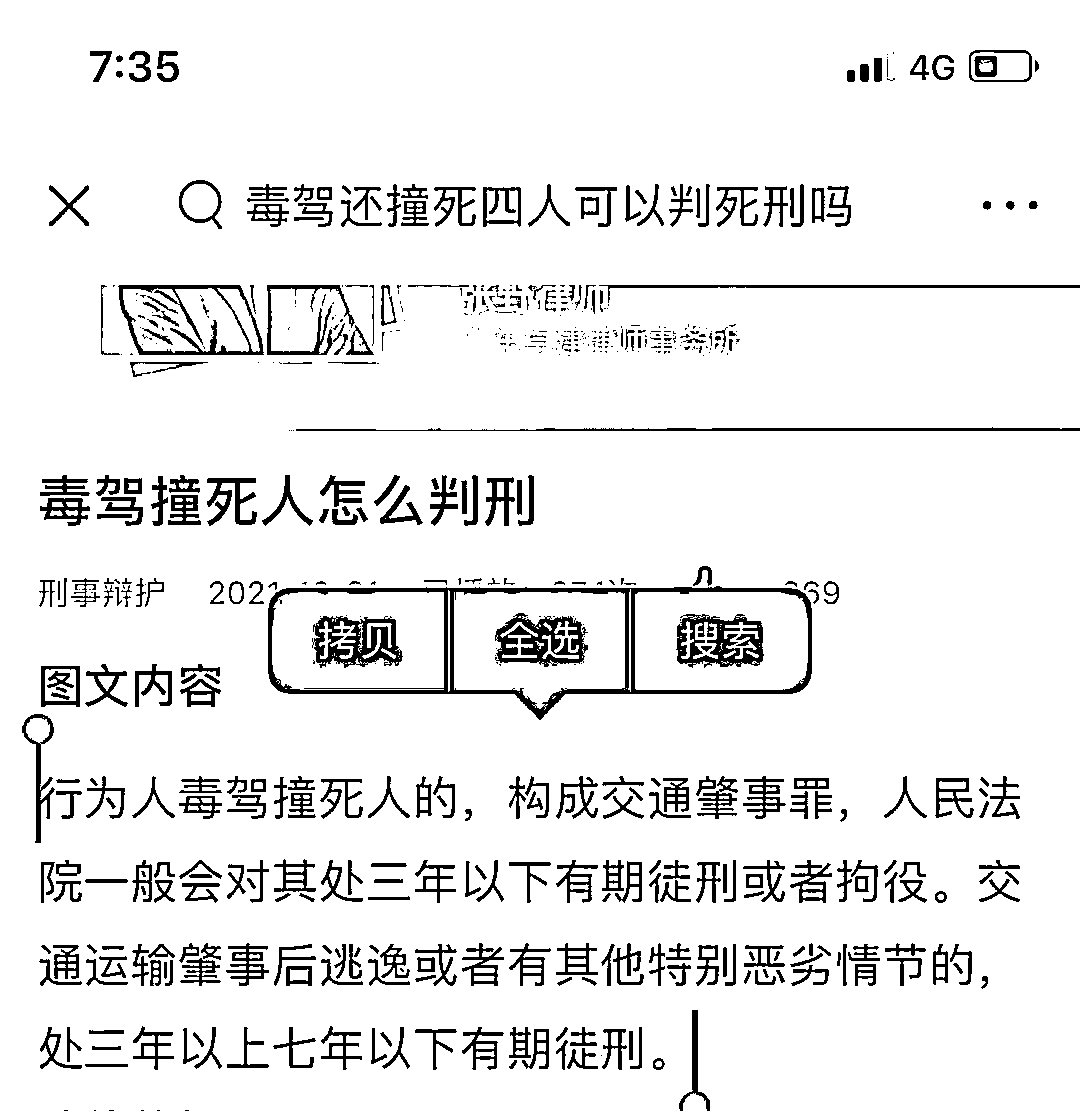 7:35 4G
毒驾还撞死四人可以判死刑吗
律师
律师事务所
毒驾撞死人怎么判刑
刑事辩护 2021 69
拷贝 全选 搜索
图文内容
行为人毒驾撞死人的，构成交通肇事罪，人民法
院一般会对其处三年以下有期徒刑或者拘役。交
通运输肇事后逃逸或者有其他特别恶劣情节的，
处三年以上七年以下有期徒刑。